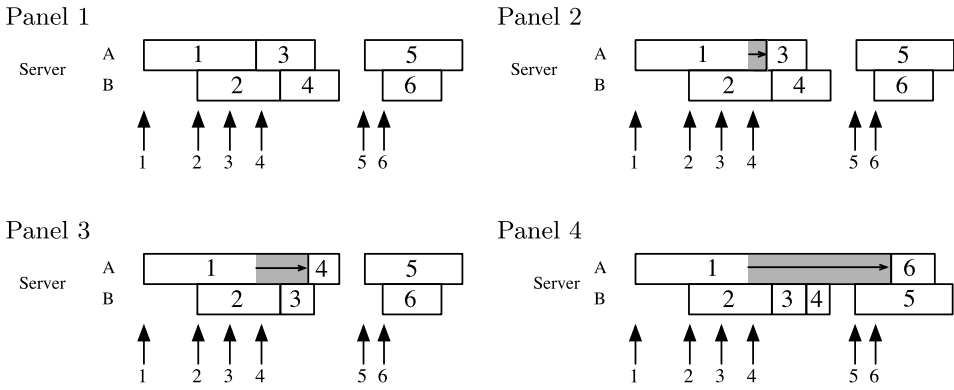 Panel 1
A 1 3 5
Server
B 2 4 6
1 2 3 4 5 6
Panel 2
A 1 3 5
Server
B 2 4 6
1 2 3 4 5 6
Panel 3
A 1 4 5
Server
B 2 3 6
1 2 3 4 5 6
Panel 4
A 1 6
Server
B 2 3 4 5
1 2 3 4 5 6